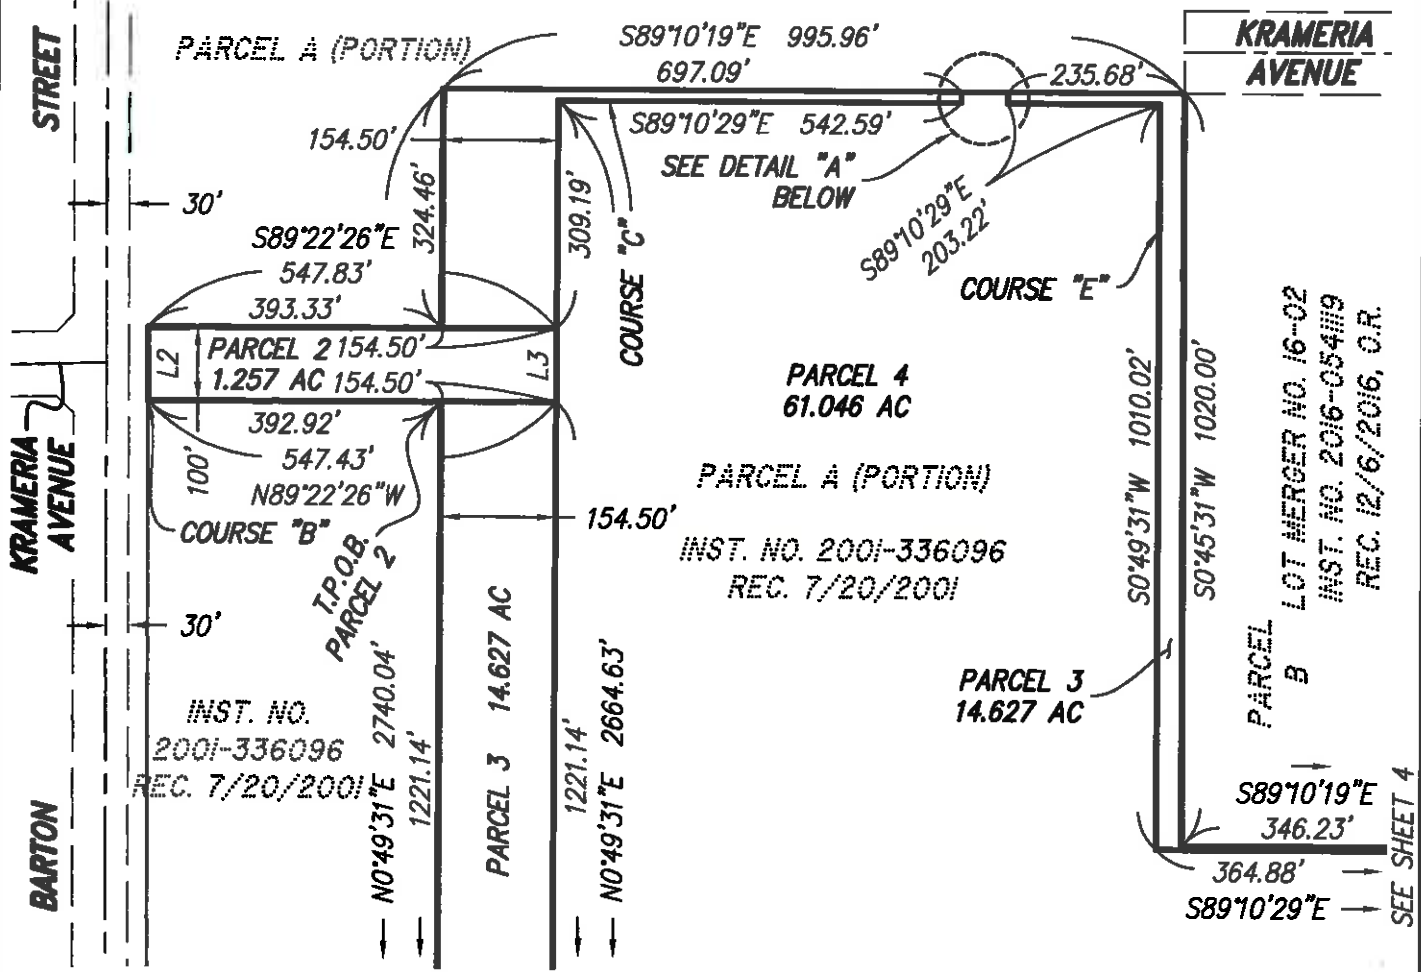 STREET
PARCEL A (PORTION)
S89°10'19"E 995.96'
697.09'
235.68'
KRAMERIA
AVENUE
154.50'
S89°10'29"E 542.59'
SEE DETAIL "A"
BELOW
30'
324.46'
309.19'
COURSE "C"
S89°10'29"E
203.22'
COURSE "E"
S89°22'26"E
547.83'
393.33'
L2
PARCEL 2 154.50'
1.257 AC 154.50'
L3
392.92'
547.43'
N89°22'26"W
100'
COURSE "B"
KRAMERIA
AVENUE
T.P.O.B.
PARCEL 2
154.50'
PARCEL 4
61.046 AC
PARCEL A (PORTION)
INST. NO. 2001-336096
REC. 7/20/2001
S0°49'31"W 1010.02'
S0°45'31"W 1020.00'
PARCEL B
LOT MERGER NO. 16-02
INST. NO. 2016-0541119
REC. 12/6/2016, O.R.
30'
INST. NO.
2001-336096
REC. 7/20/2001
N0°49'31"E 2740.04'
1221.14'
PARCEL 3 14.627 AC
1221.14'
N0°49'31"E 2664.63'
PARCEL 3
14.627 AC
BARTON
S89°10'19"E
346.23'
364.88'
S89°10'29"E
SEE SHEET 4